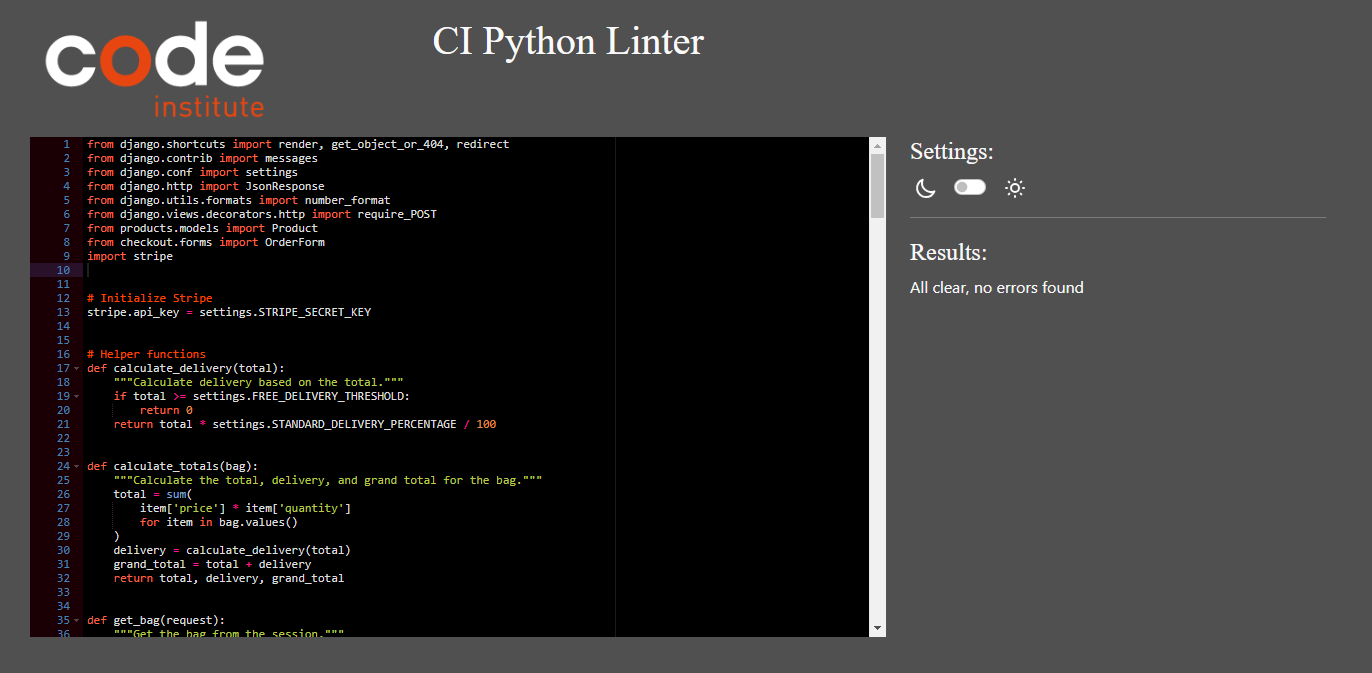 code
institute
CI Python Linter
1 from django.shortcuts import render, get_object_or_404, redirect
2 from django.contrib import messages
3 from django.conf import settings
4 from django.http import JsonResponse
5 from django.utils.formats import number_format
6 from django.views.decorators.http import require_POST
7 from products.models import Product
8 from checkout.forms import OrderForm
9 import stripe
10
11
12 # Initialize Stripe
13 stripe.api_key = settings.STRIPE_SECRET_KEY
14
15
16 # Helper functions
17 def calculate_delivery(total):
18     """Calculate delivery based on the total."""
19     if total >= settings.FREE_DELIVERY_THRESHOLD:
20         return 0
21     return total * settings.STANDARD_DELIVERY_PERCENTAGE / 100
22
23
24 def calculate_totals(bag):
25     """Calculate the total, delivery, and grand total for the bag."""
26     total = sum(
27         item['price'] * item['quantity']
28         for item in bag.values()
29     )
30     delivery = calculate_delivery(total)
31     grand_total = total + delivery
32     return total, delivery, grand_total
33
34
35 def get_bag(request):
36     """Get the bag from the session."""
Settings:
Results:
All clear, no errors found